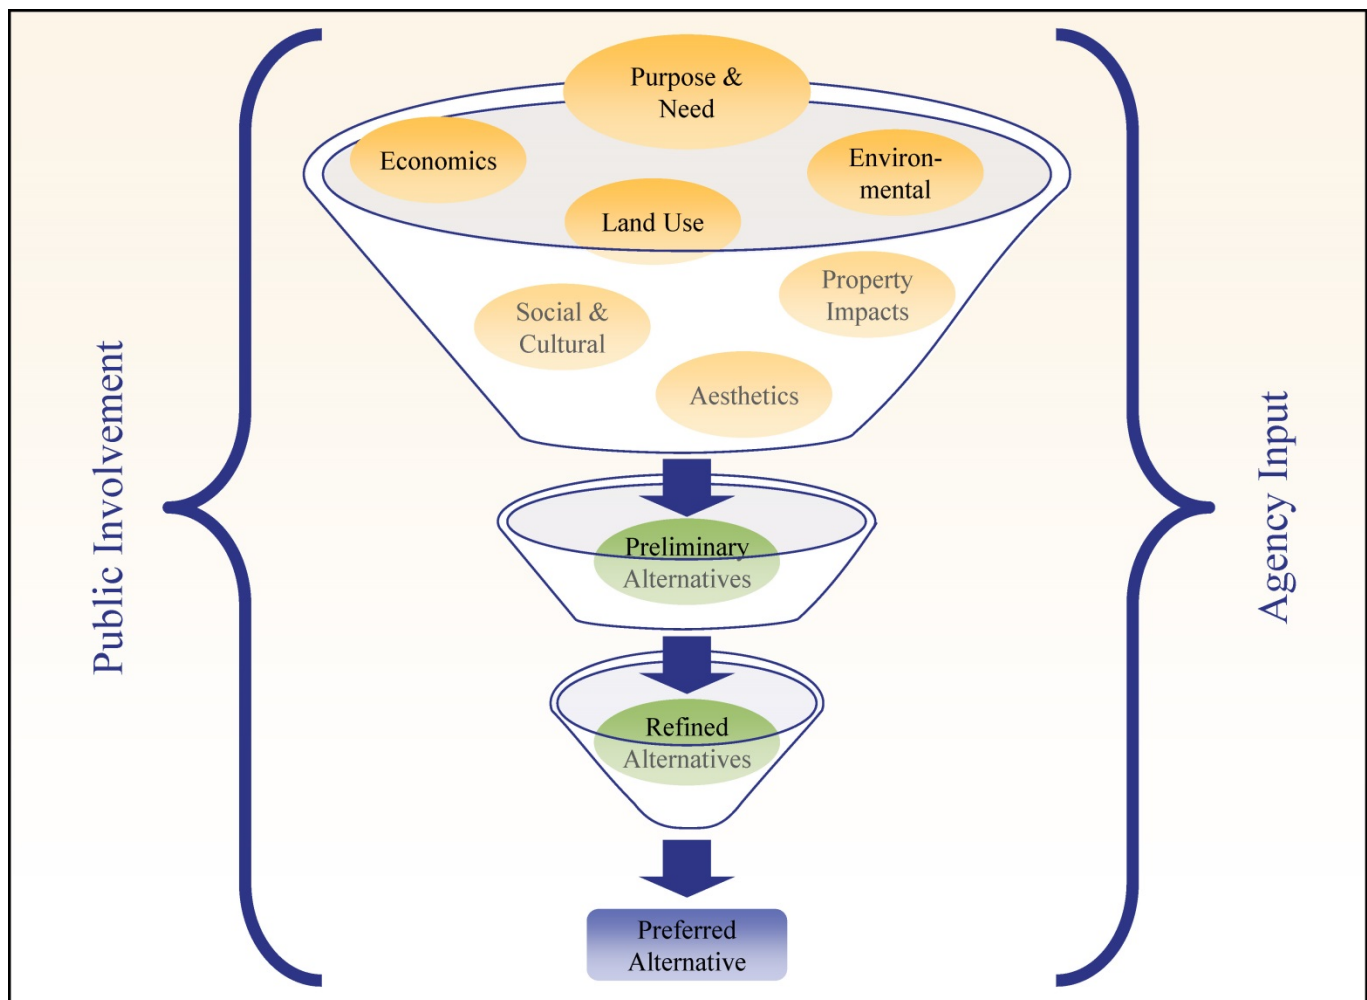 Purpose &
Need
Economics
Environ-
mental
Land Use
Property
Impacts
Social &
Cultural
Aesthetics
Preliminary
Alternatives
Refined
Alternatives
Preferred
Alternative
Public Involvement
Agency Input